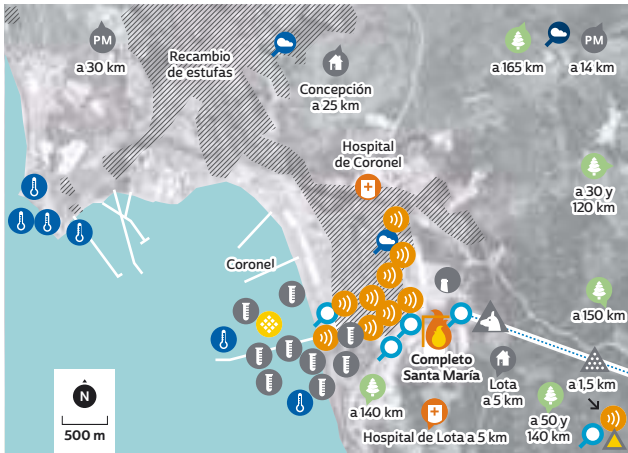 PM
a 30 km
Recambio
de estufas
Concepción
a 25 km
a 165 km
PM
a 14 km
Hospital
de Coronel
a 30 y
120 km
Coronel
a 150 km
Completo
Santa María
Lota
a 5 km
a 1,5 km
N
500 m
a 140 km
Hospital de Lota a 5 km
a 50 y
140 km